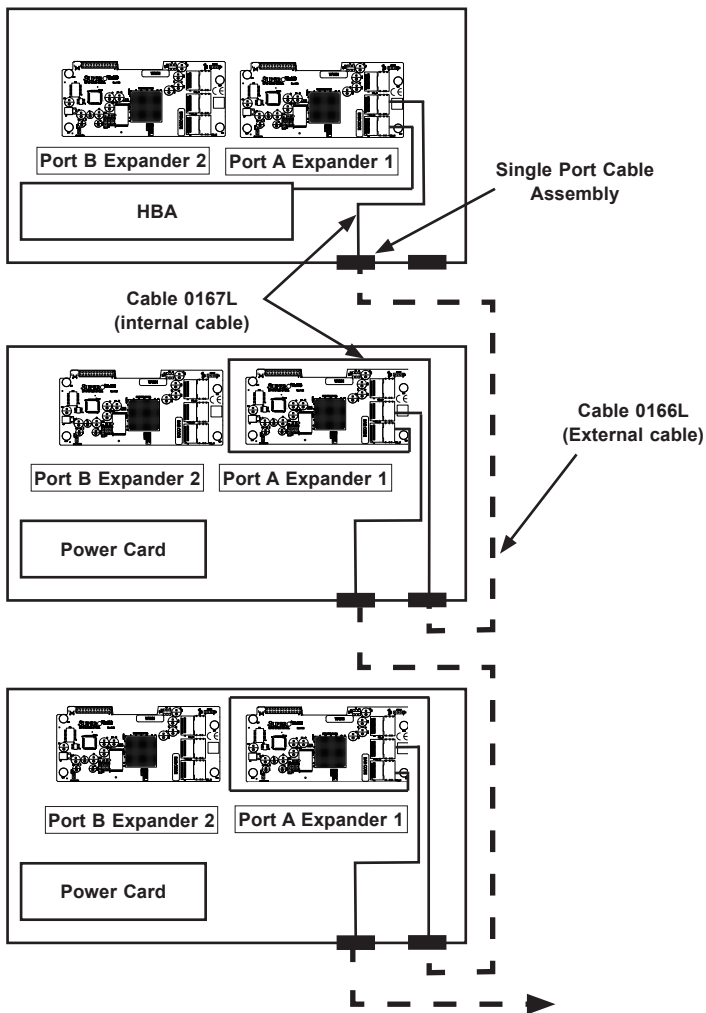 Port B Expander 2
Port A Expander 1
HBA
Single Port Cable
Assembly
Cable 0167L
(internal cable)
Cable 0166L
(External cable)
Port B Expander 2
Port A Expander 1
Power Card
Port B Expander 2
Port A Expander 1
Power Card